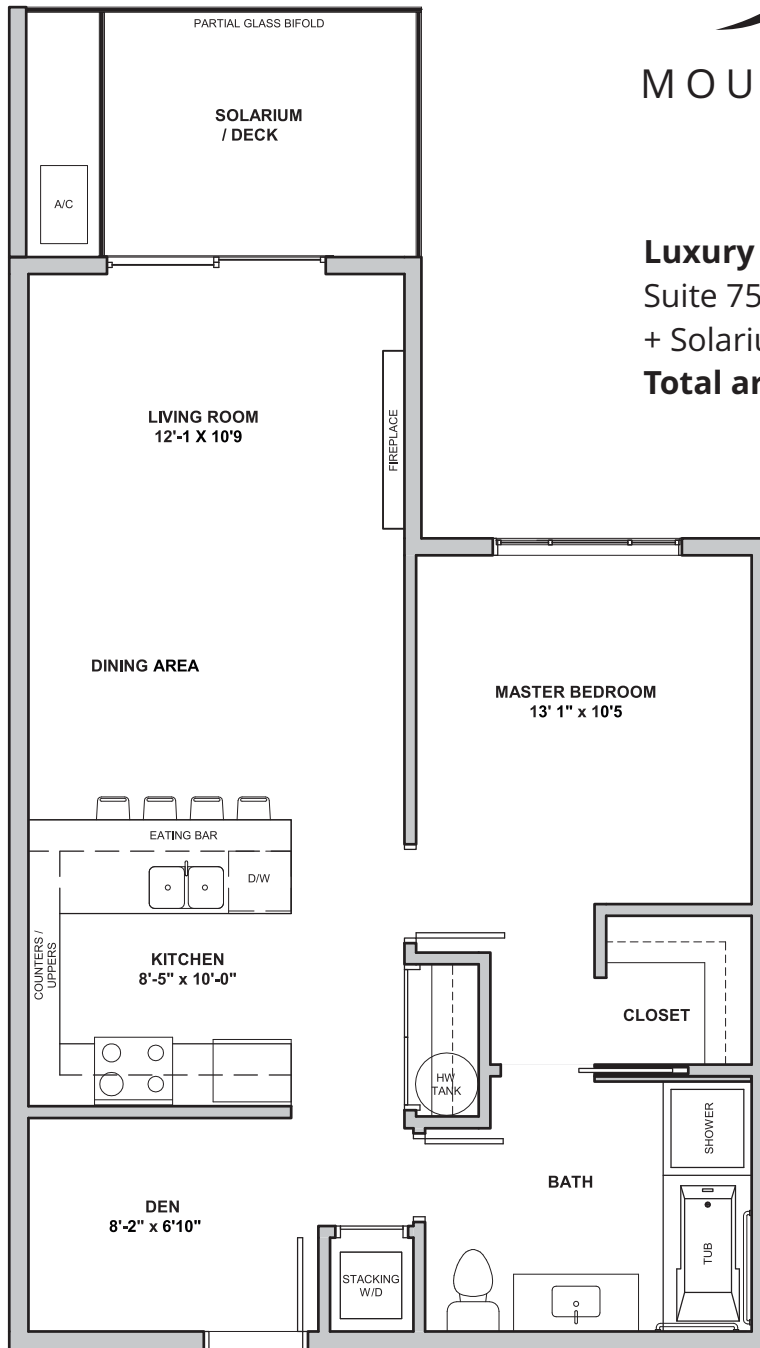 PARTIAL GLASS BIFOLD
SOLARIUM
/ DECK
A/C
MOU
Luxury
Suite 75
+ Solariu
Total ar
LIVING ROOM
12'-1 X 10'9
FIREPLACE
DINING AREA
MASTER BEDROOM
13' 1" x 10'5
EATING BAR
D/W
COUNTERS /
UPPERS
KITCHEN
8'-5" x 10'-0"
CLOSET
HW
TANK
SHOWER
BATH
DEN
8'-2" x 6'10"
TUB
STACKING
W/D